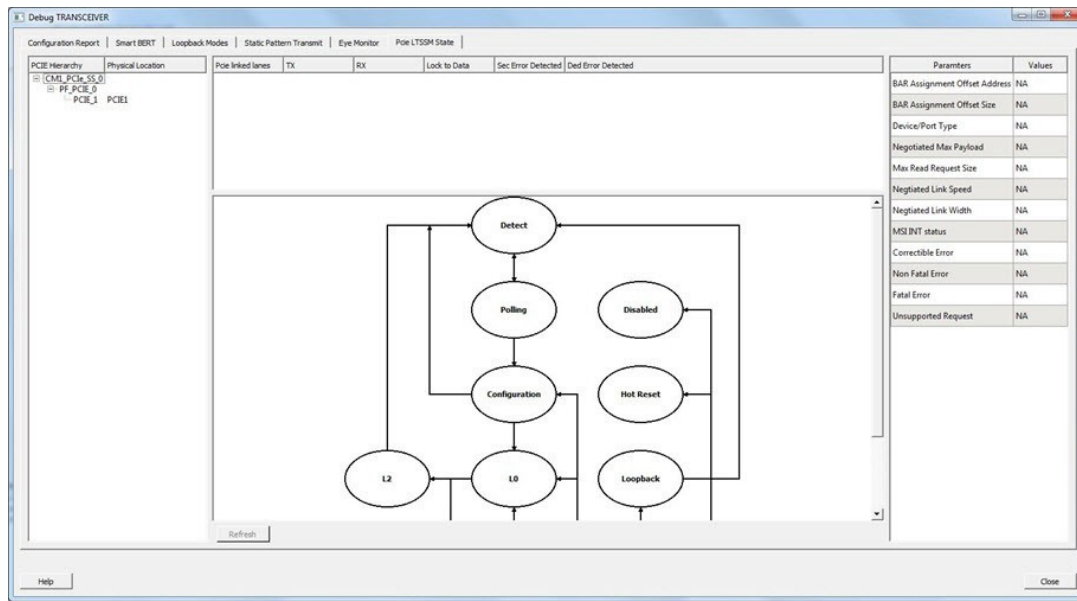 Debug TRANSCEIVER
Configuration Report | Smart BERT | Loopback Modes | Static Pattern Transmit | Eye Monitor | Pcie LTSSM State
PCIE Hierarchy Physical Location
CM1_PCIe_SS_0
PF_PCIE_0
PCIE_1 PCIE1
Pcie linked lanes TX RX Lock to Data Sec Error Detected Ded Error Detected
Detect
Polling Disabled
Configuration Hot Reset
L2 L0 Loopback
Refresh
Paramters Values
BAR Assignment Offset Address NA
BAR Assignment Offset Size NA
Device/Port Type NA
Negotiated Max Payload NA
Max Read Request Size NA
Negtiated Link Speed NA
Negtiated Link Width NA
MSI INT status NA
Correctible Error NA
Non Fatal Error NA
Fatal Error NA
Unsupported Request NA
Help Close